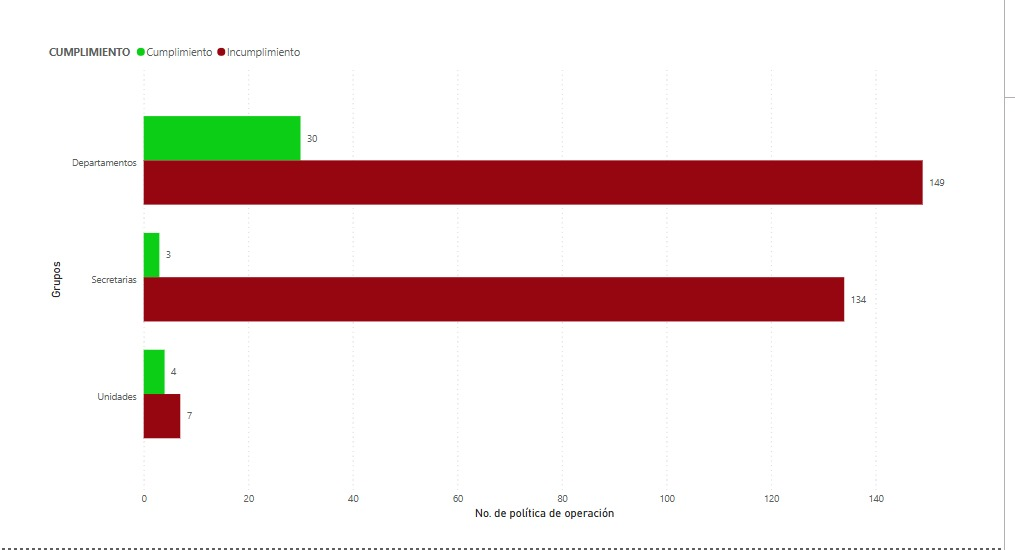 CUMPLIMIENTO Cumplimiento Incumplimiento
30
Departamentos
149
3
Secretarias
134
4
Unidades
7
Grupos
0 20 40 60 80 100 120 140
No. de política de operación